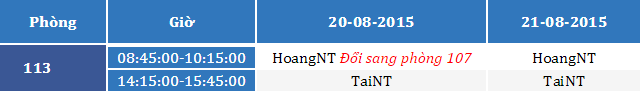 Phòng Giờ 20-08-2015 21-08-2015
113 08:45:00-10:15:00 HoangNT Đổi sang phòng 107 HoangNT
14:15:00-15:45:00 TaiNT TaiNT